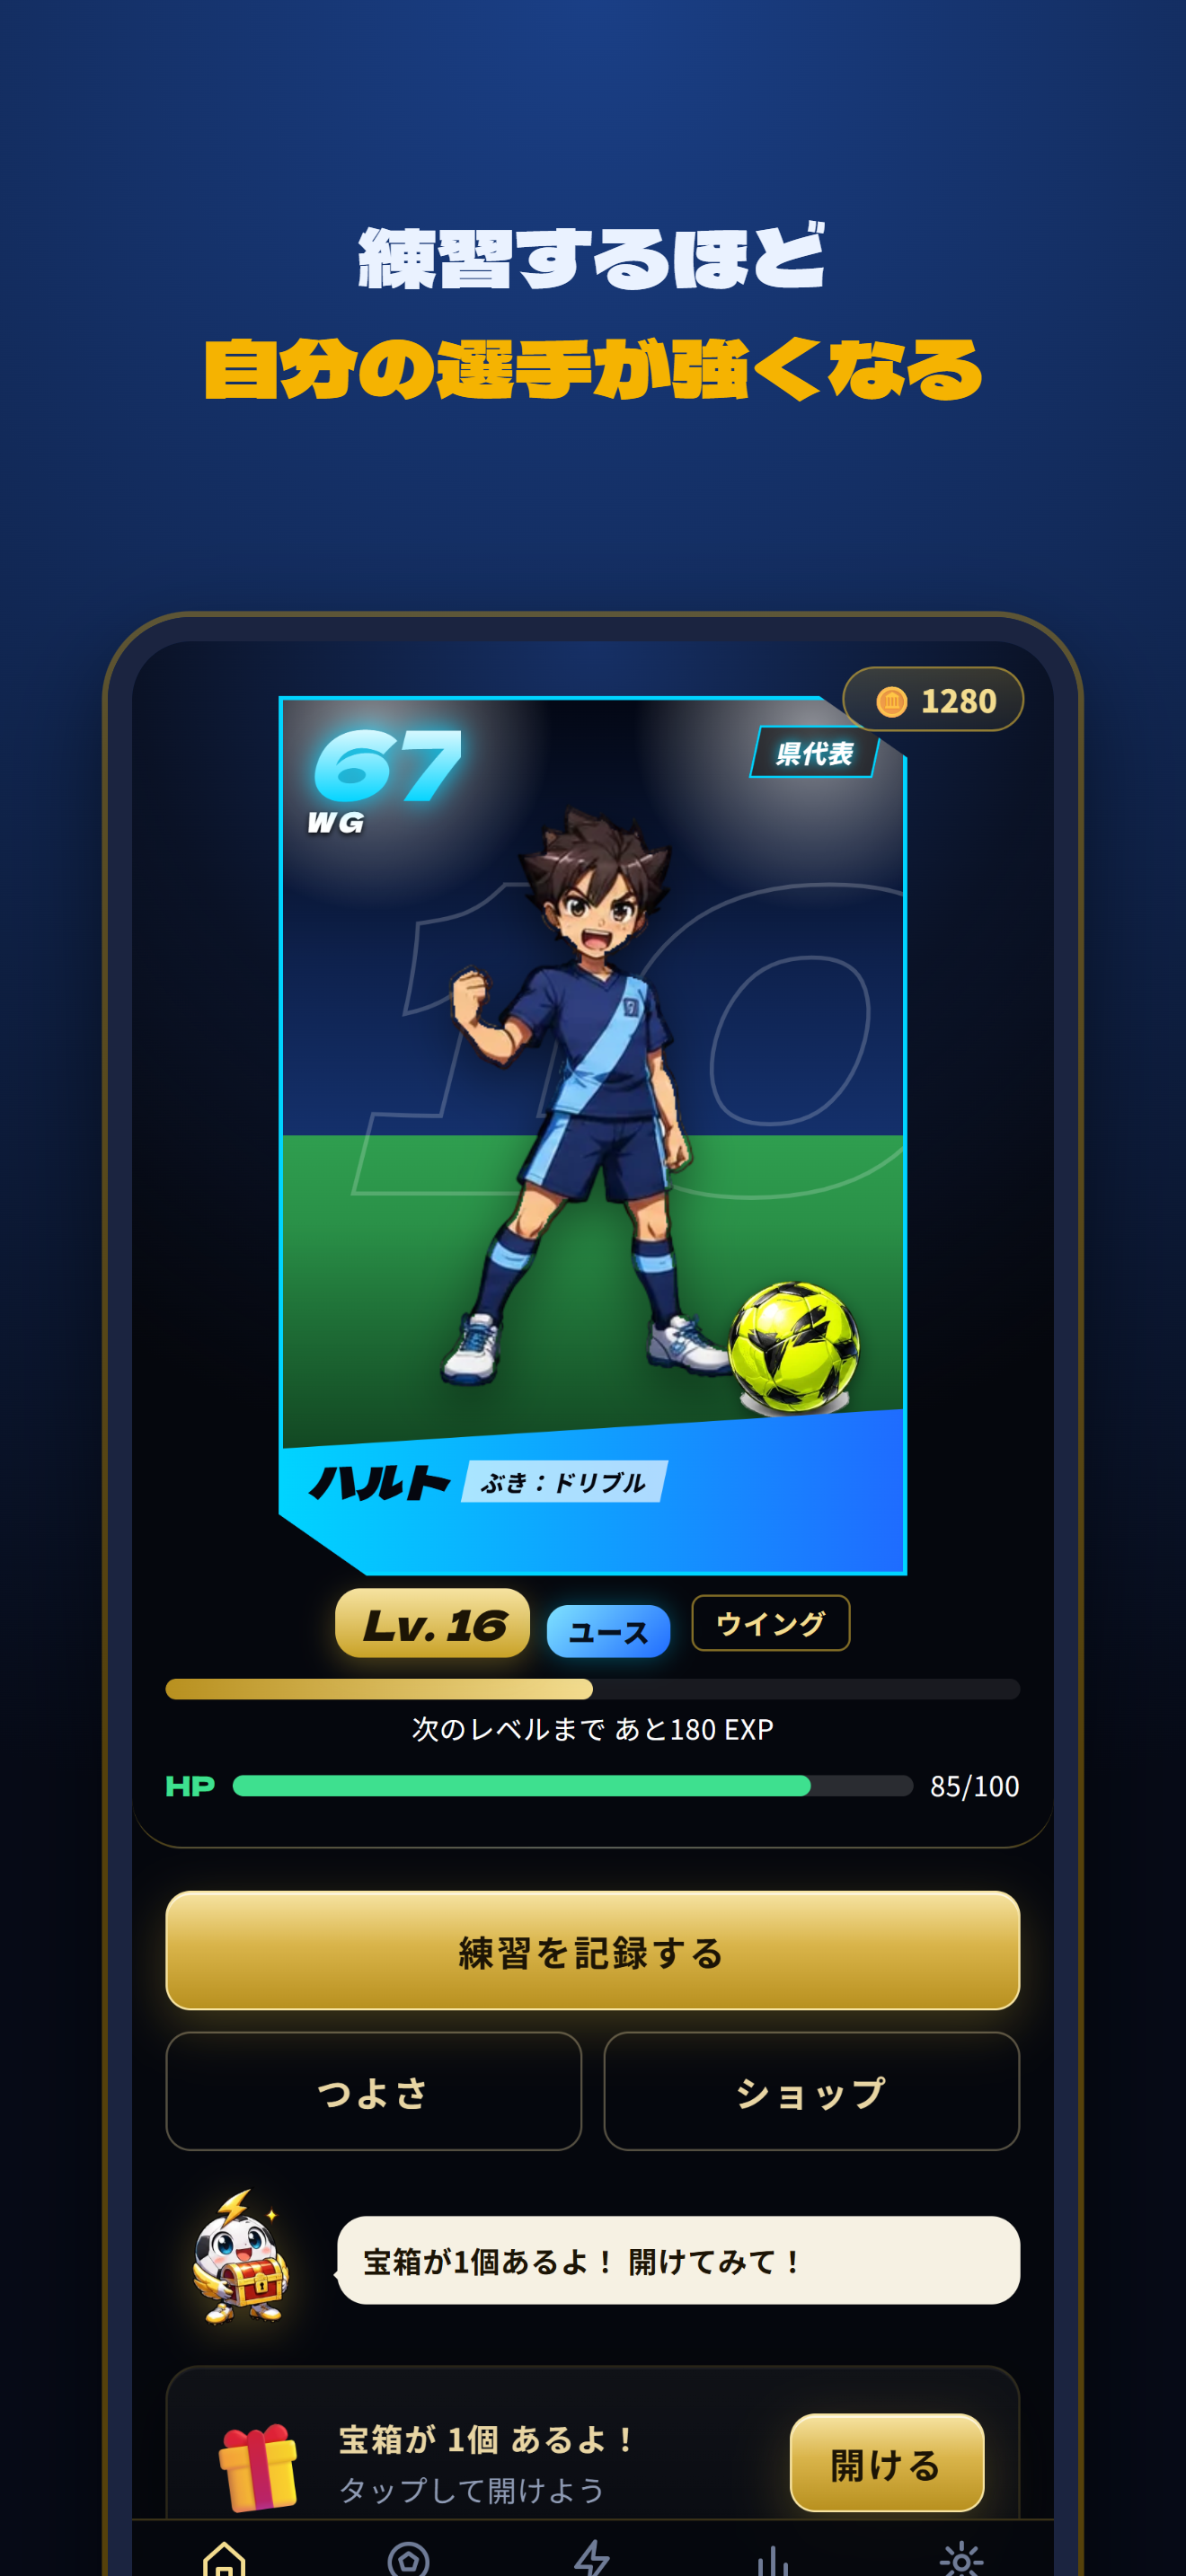 練習するほど
自分の選手が強くなる
1280
67
県代表
WG
10
ハルト
ぶき：ドリブル
Lv. 16
ユース
ウイング
次のレベルまで あと180 EXP
HP
85/100
練習を記録する
つよさ
ショップ
宝箱が1個あるよ！ 開けてみて！
宝箱が 1個 あるよ！
タップして開けよう
開ける